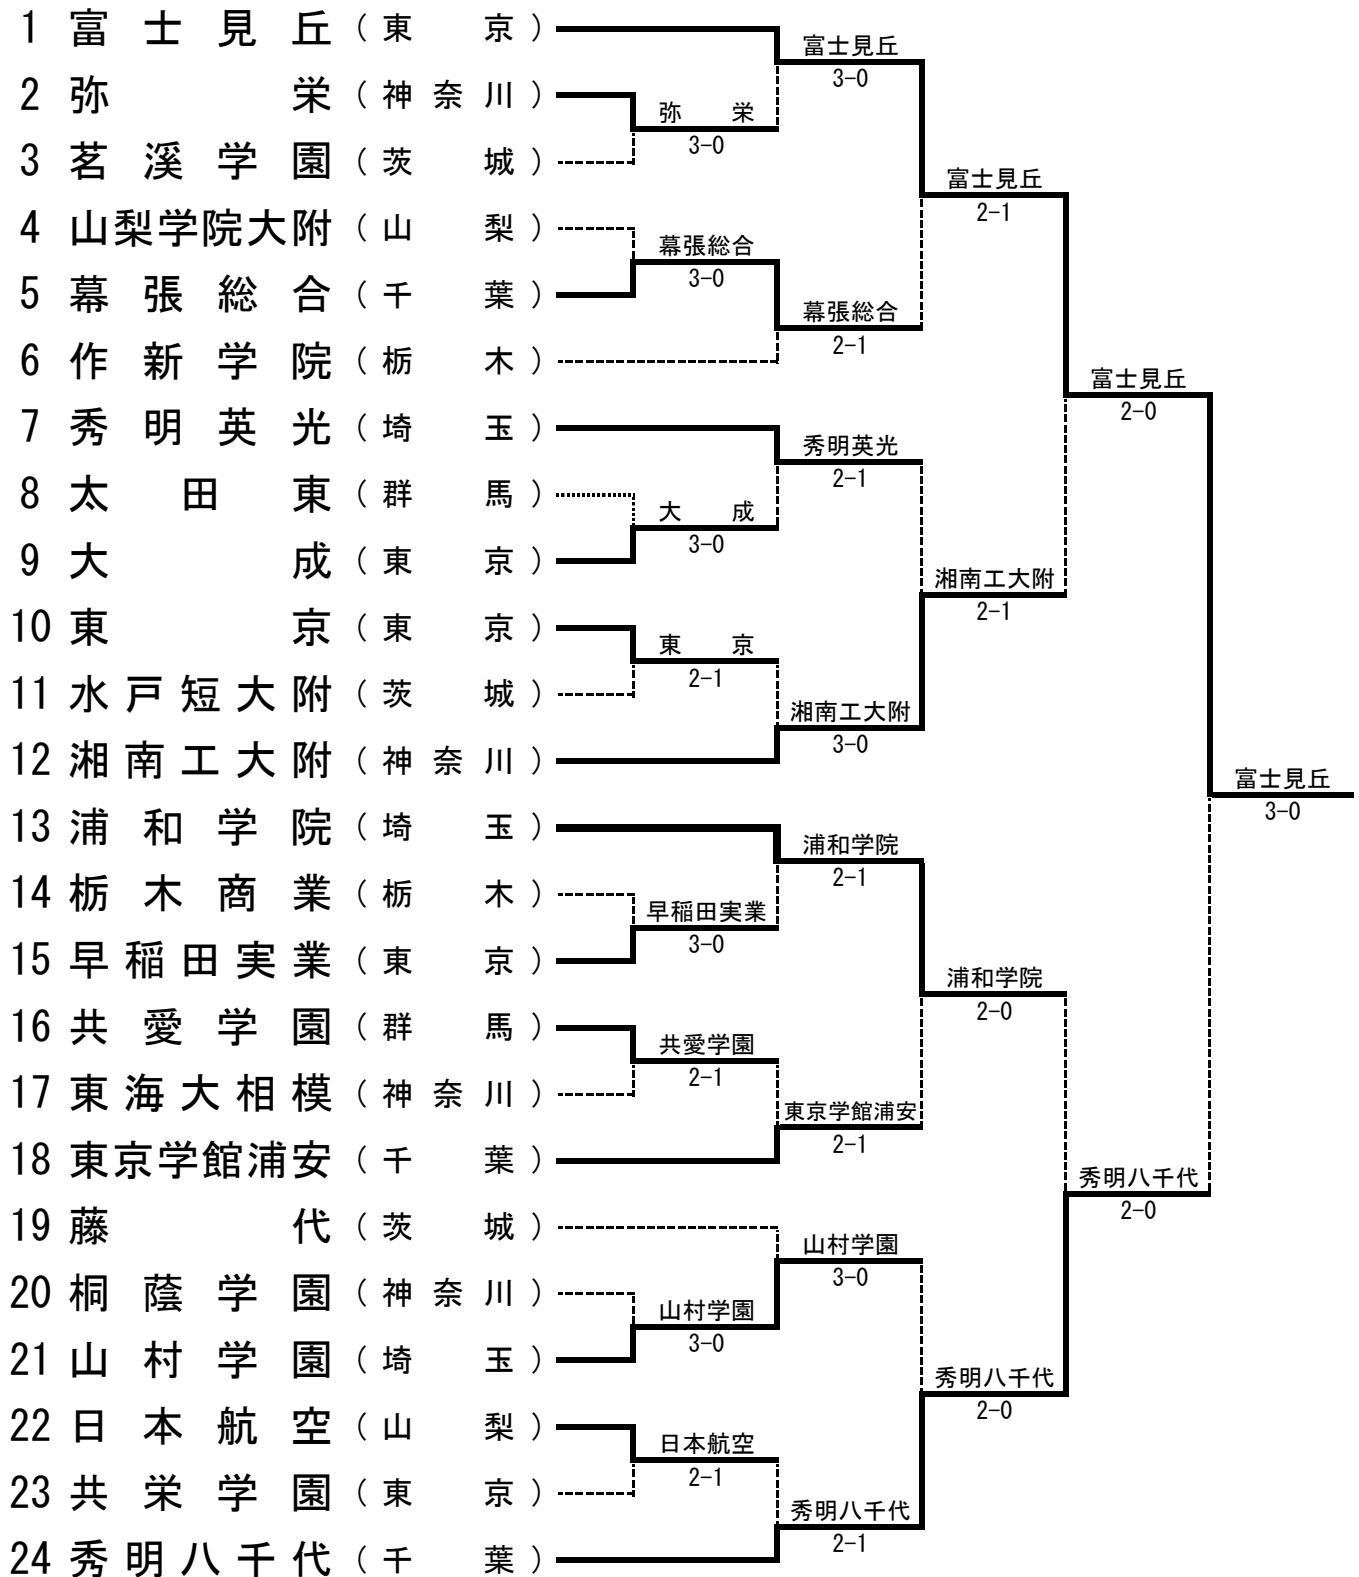 1 富士見丘 (東京)
富士見丘
3-0
2 弥栄 (神奈川)
弥栄
3-0
3 茗溪学園 (茨城)
富士見丘
2-1
4 山梨学院大附 (山梨)
幕張総合
3-0
5 幕張総合 (千葉)
幕張総合
2-1
6 作新学院 (栃木)
富士見丘
2-0
7 秀明英光 (埼玉)
秀明英光
2-1
8 太田東 (群馬)
大成
3-0
9 大成 (東京)
湘南工大附
2-1
10 東京 (東京)
東京
2-1
11 水戸短大附 (茨城)
湘南工大附
3-0
12 湘南工大附 (神奈川)
富士見丘
3-0
13 浦和学院 (埼玉)
浦和学院
2-1
14 栃木商業 (栃木)
早稲田実業
3-0
15 早稲田実業 (東京)
浦和学院
2-0
16 共愛学園 (群馬)
共愛学園
2-1
17 東海大相模 (神奈川)
東京学館浦安
2-1
18 東京学館浦安 (千葉)
秀明八千代
2-0
19 藤代 (茨城)
山村学園
3-0
20 桐蔭学園 (神奈川)
山村学園
3-0
21 山村学園 (埼玉)
秀明八千代
2-0
22 日本航空 (山梨)
日本航空
2-1
23 共栄学園 (東京)
秀明八千代
2-1
24 秀明八千代 (千葉)